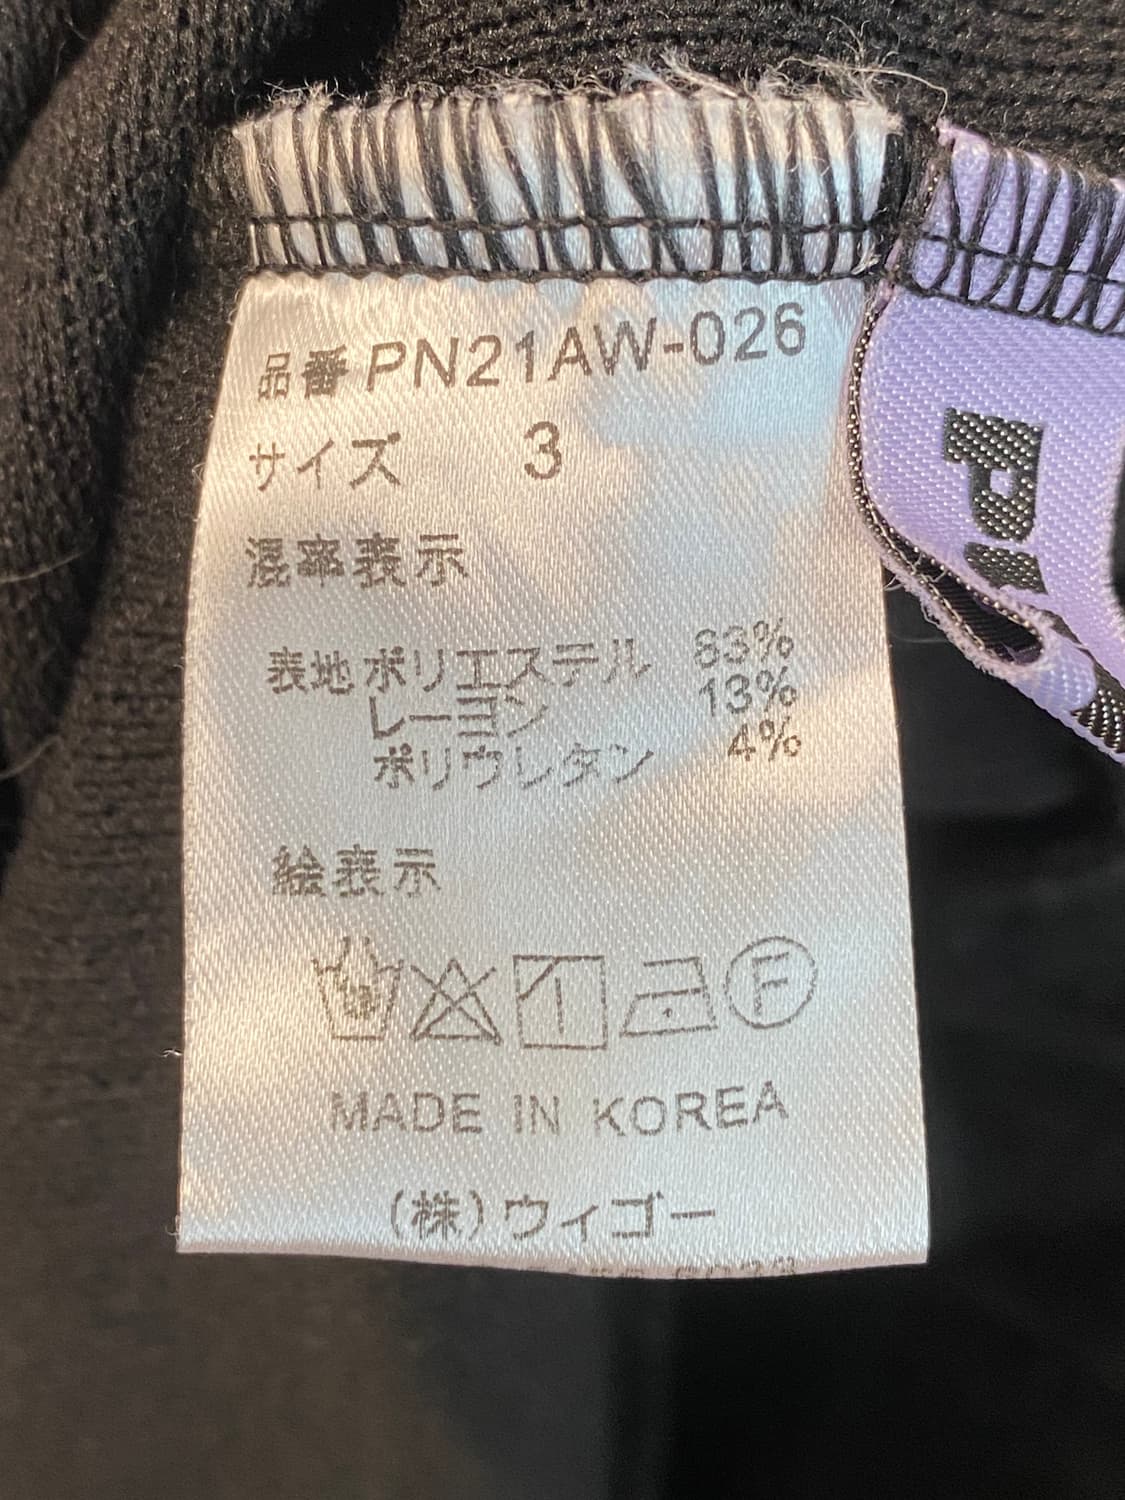 品番 PN21AW-026
サイズ 3
混率表示
表地 ポリエステル 83%
レーヨン 13%
ポリウレタン 4%
絵表示
F
MADE IN KOREA
(株)ウィゴー